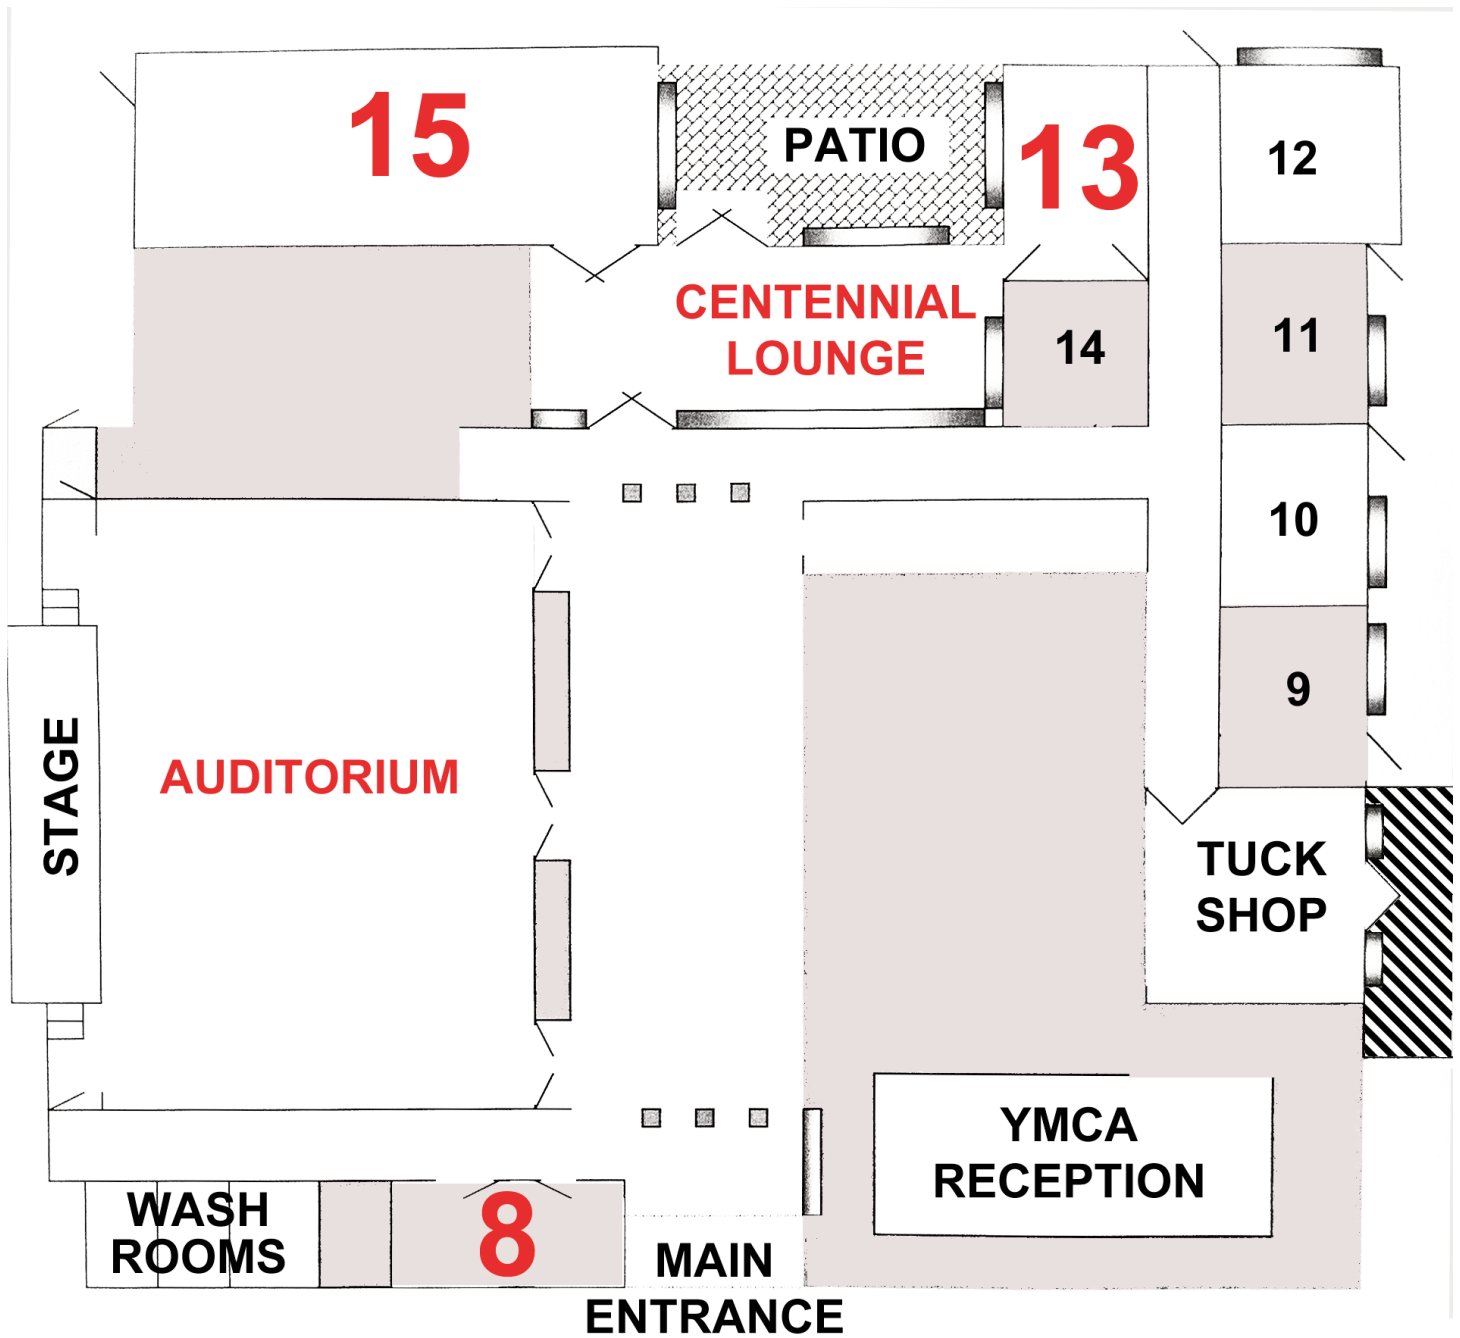 15
PATIO
13
12
CENTENNIAL
LOUNGE
14
11
10
9
STAGE
AUDITORIUM
TUCK
SHOP
YMCA
RECEPTION
WASH
ROOMS
8
MAIN
ENTRANCE